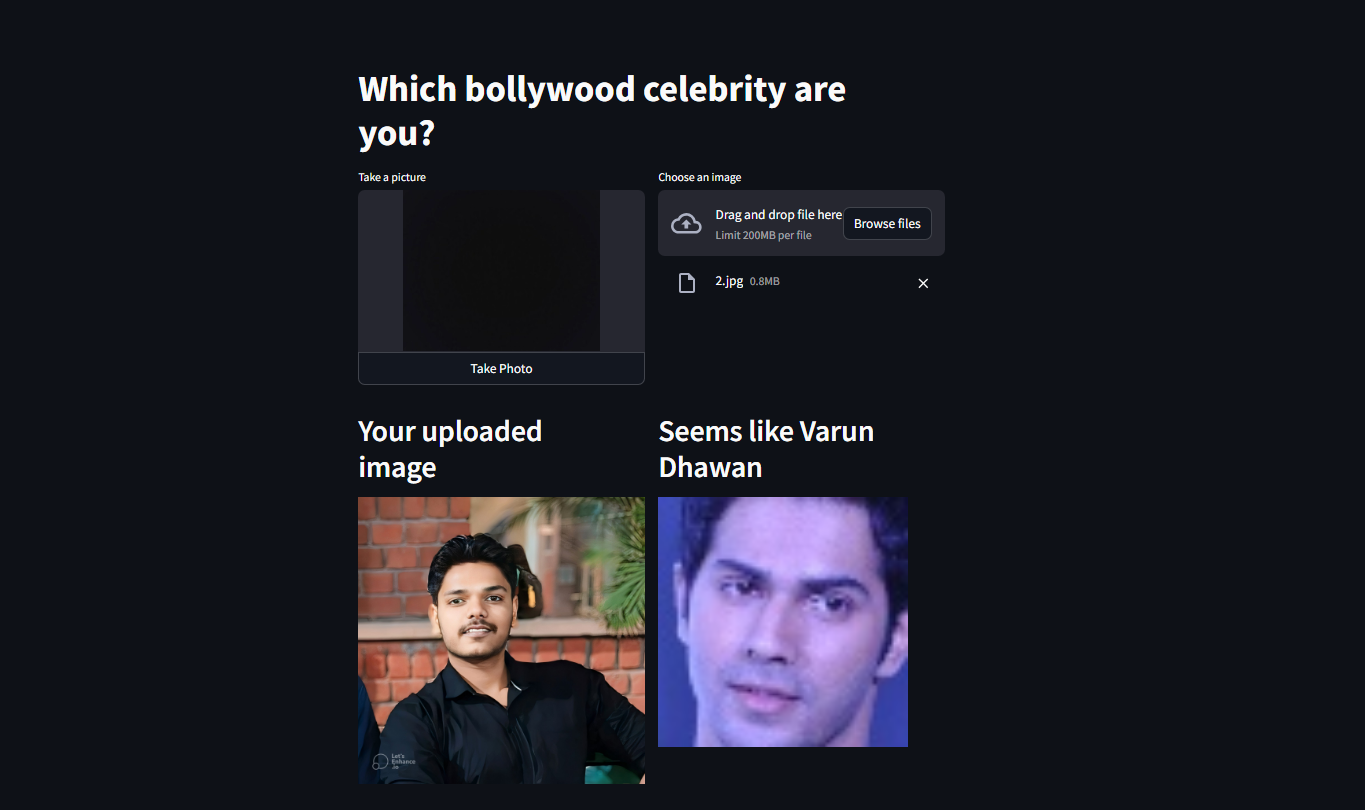 Which bollywood celebrity are
you?
Take a picture
Choose an image
Drag and drop file here
Limit 200MB per file
Browse files
2.jpg 0.8MB
Take Photo
Your uploaded
image
Seems like Varun
Dhawan
Let's
Enhance
.io